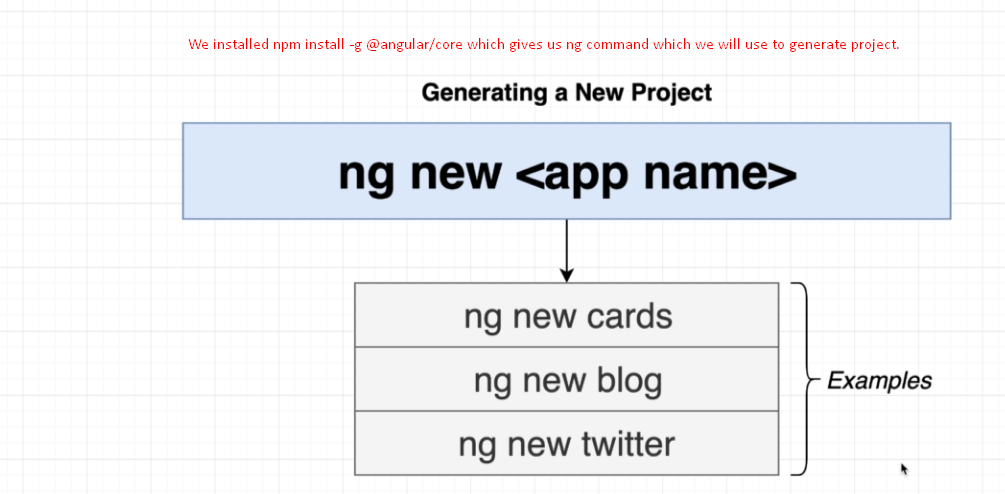 We installed npm install -g @angular/core which gives us ng command which we will use to generate project.
Generating a New Project
ng new <app name>
ng new cards
ng new blog
ng new twitter
Examples